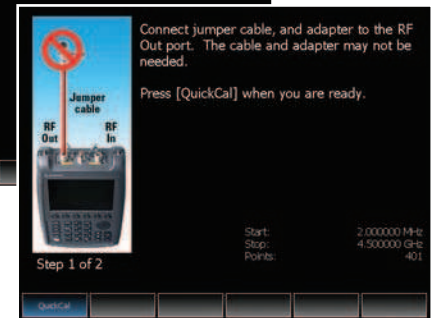 Connect jumper cable, and adapter to the RF
Out port. The cable and adapter may not be
needed.
Press [QuickCal] when you are ready.
Jumper
cable
RF
Out
RF
In
Step 1 of 2
Start: 2.000000 MHz
Stop: 4.500000 GHz
Points: 401
QuickCal